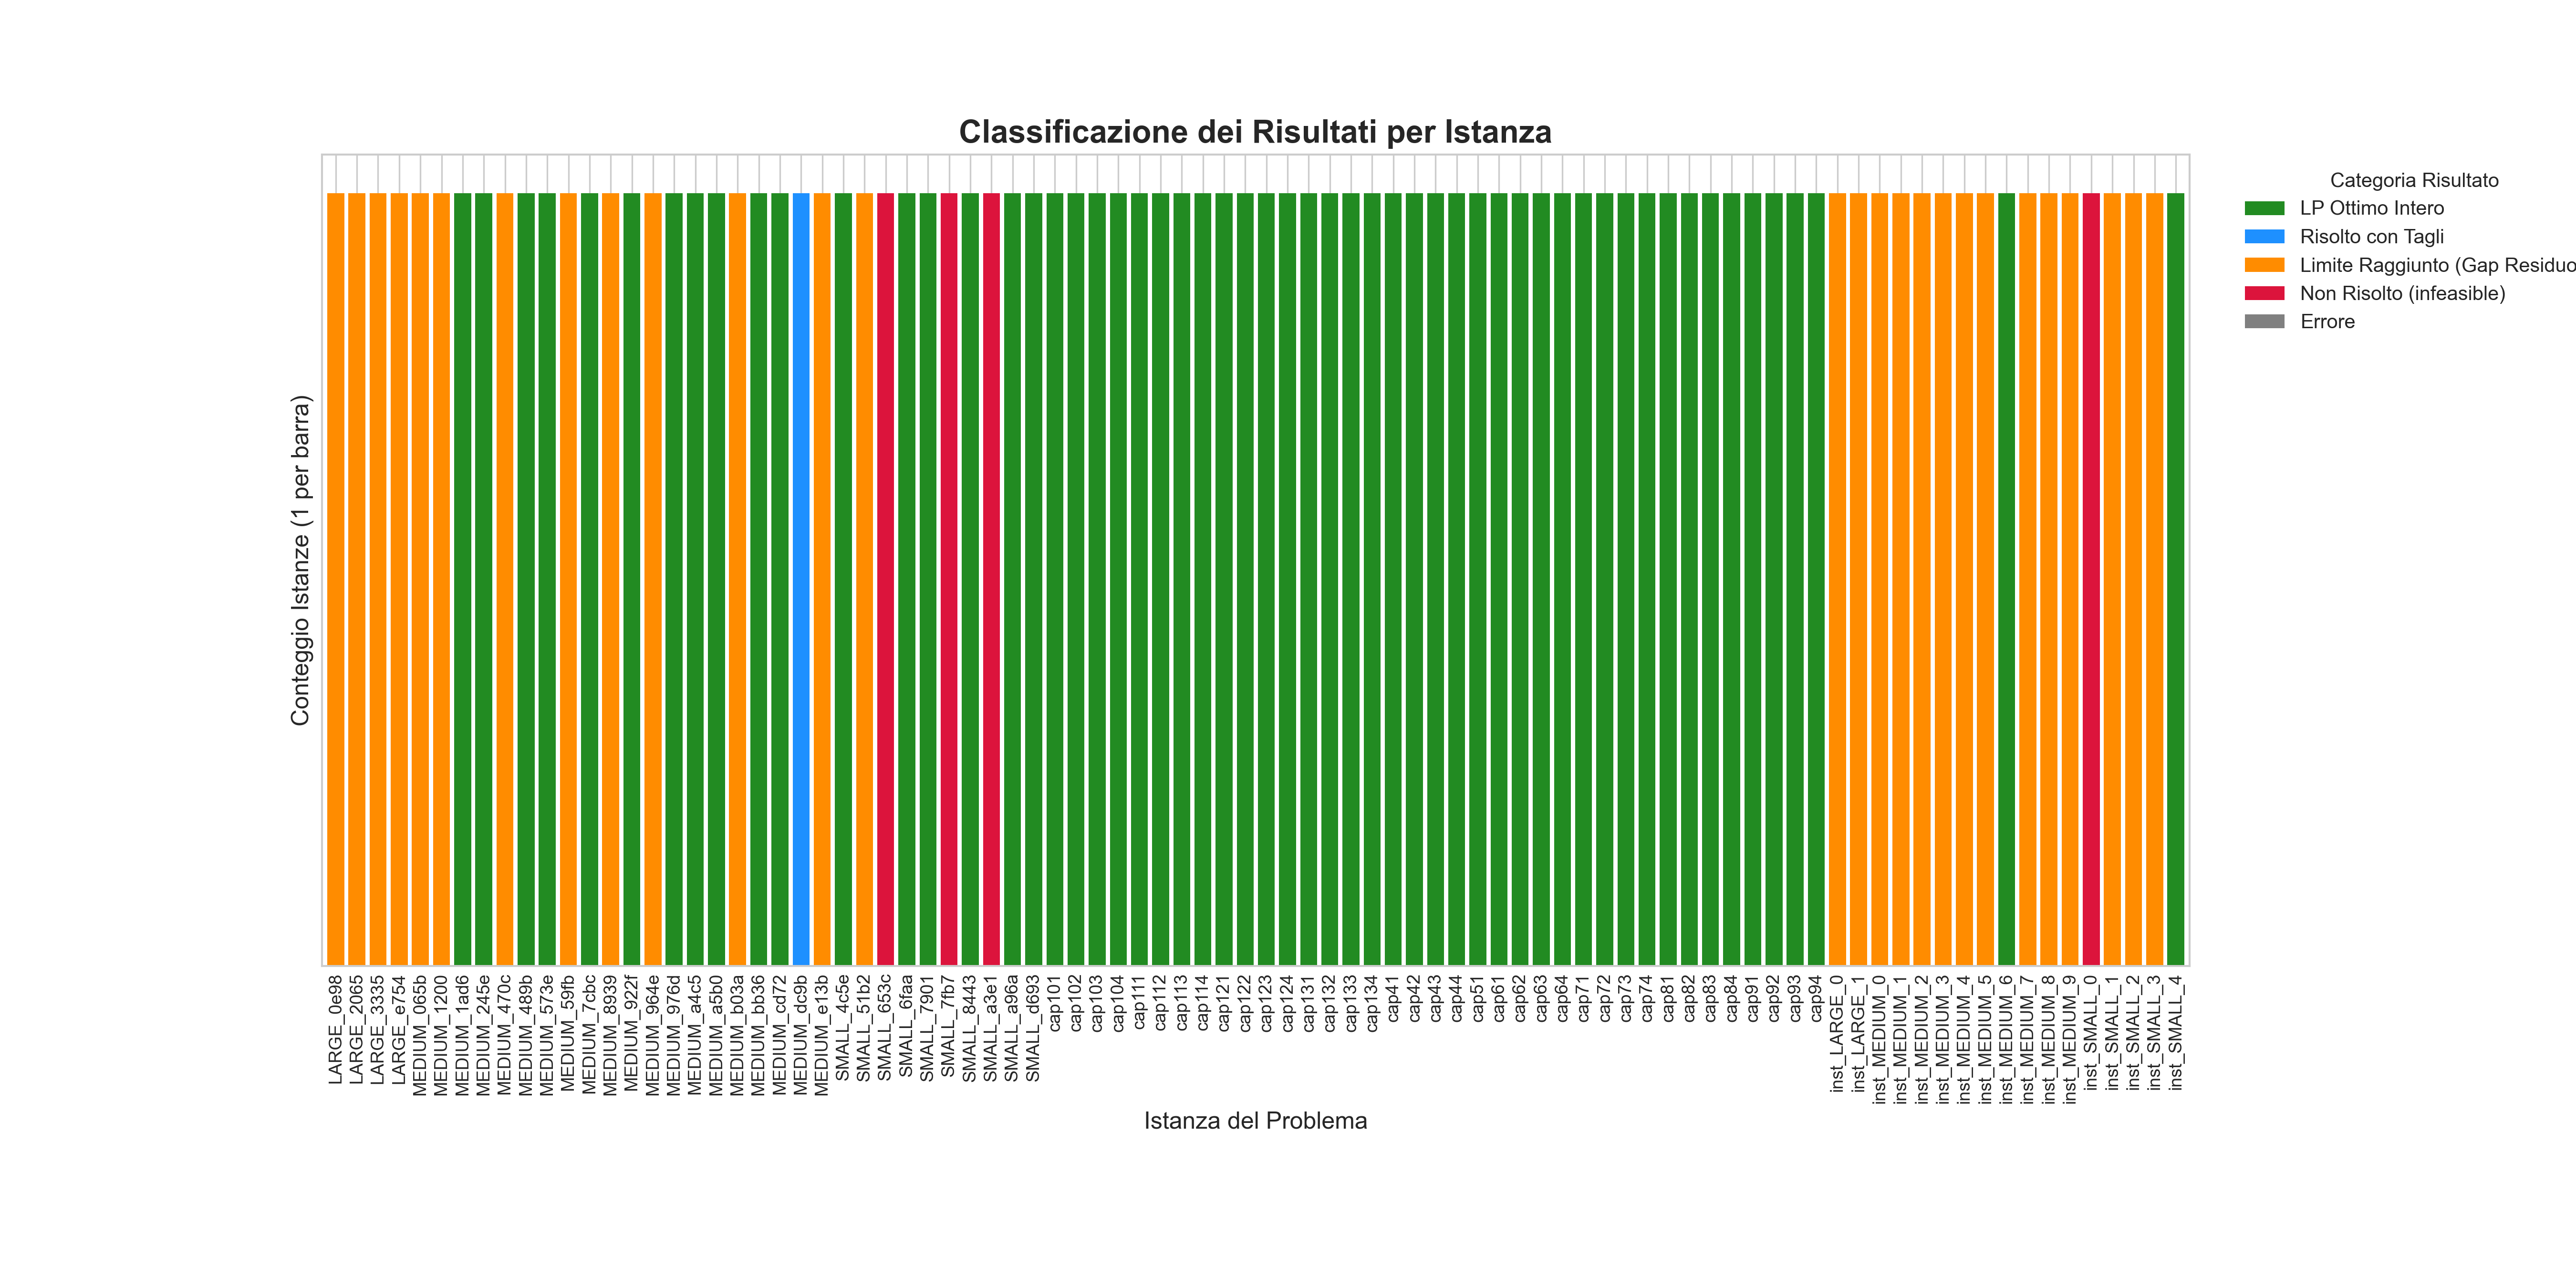 Classificazione dei Risultati per Istanza
Categoria Risultato
LP Ottimo Intero
Risolto con Tagli
Limite Raggiunto (Gap Residuo
Non Risolto (infeasible)
Errore
Conteggio Istanze (1 per barra)
LARGE_0e98
LARGE_2065
LARGE_3335
LARGE_e754
MEDIUM_065b
MEDIUM_1200
MEDIUM_1ad6
MEDIUM_245e
MEDIUM_470c
MEDIUM_489b
MEDIUM_573e
MEDIUM_59fb
MEDIUM_7cbc
MEDIUM_8939
MEDIUM_922f
MEDIUM_964e
MEDIUM_976d
MEDIUM_a4c5
MEDIUM_a5b0
MEDIUM_b03a
MEDIUM_bb36
MEDIUM_cd72
MEDIUM_dc9b
MEDIUM_e13b
SMALL_4c5e
SMALL_51b2
SMALL_653c
SMALL_6faa
SMALL_7901
SMALL_7fb7
SMALL_8443
SMALL_a3e1
SMALL_a96a
SMALL_d693
cap101
cap102
cap103
cap104
cap111
cap112
cap113
cap114
cap121
cap122
cap123
cap124
cap131
cap132
cap133
cap134
cap41
cap42
cap43
cap44
cap51
cap61
cap62
cap63
cap64
cap71
cap72
cap73
cap74
cap81
cap82
cap83
cap84
cap91
cap92
cap93
cap94
inst_LARGE_0
inst_LARGE_1
inst_MEDIUM_0
inst_MEDIUM_1
inst_MEDIUM_2
inst_MEDIUM_3
inst_MEDIUM_4
inst_MEDIUM_5
inst_MEDIUM_6
inst_MEDIUM_7
inst_MEDIUM_8
inst_MEDIUM_9
inst_SMALL_0
inst_SMALL_1
inst_SMALL_2
inst_SMALL_3
inst_SMALL_4
Istanza del Problema